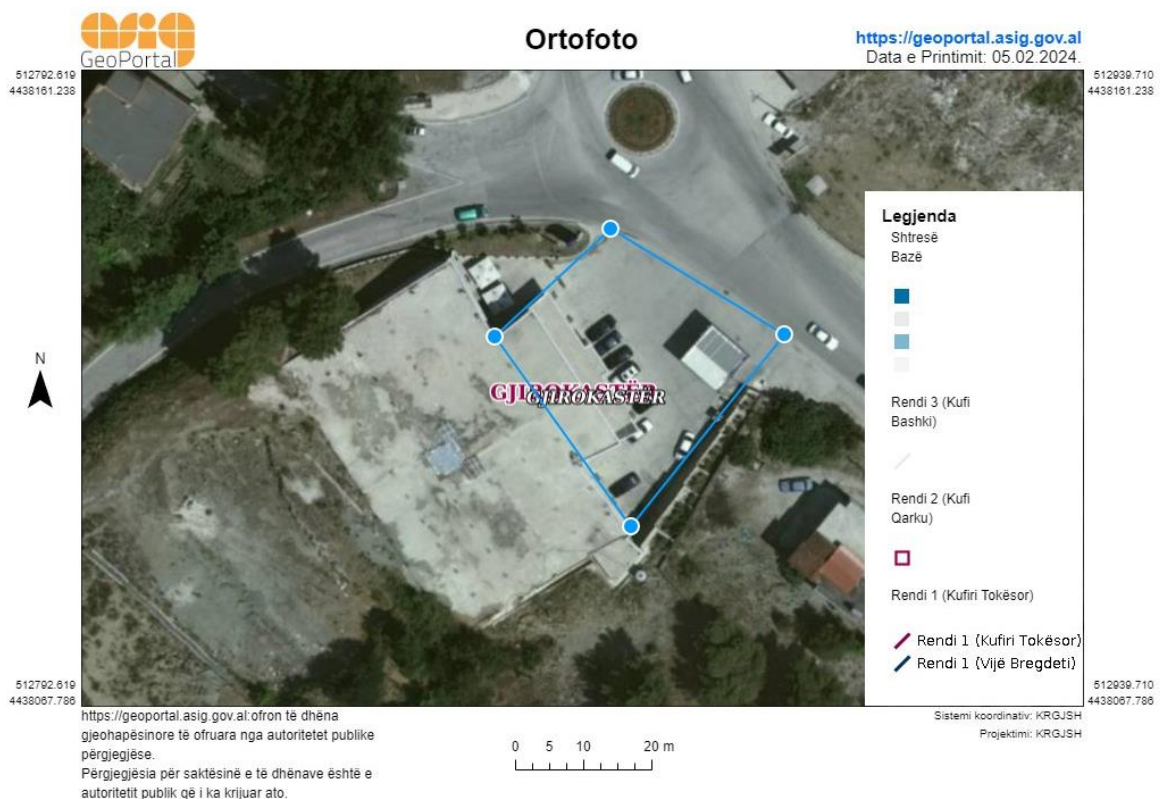 asig
GeoPortal
Ortofoto
https://geoportal.asig.gov.al
Data e Printimit: 05.02.2024.
512792.619
4438161.238
512939.710
4438161.238
N
GJIROKASTËR
GJIROKASTËR
Legjenda
Shtresë
Bazë
Rendi 3 (Kufi
Bashki)
Rendi 2 (Kufi
Qarku)
Rendi 1 (Kufiri Tokësor)
Rendi 1 (Kufiri Tokësor)
Rendi 1 (Vijë Bregdeti)
512792.619
4438067.786
512939.710
4438067.786
https://geoportal.asig.gov.al:ofron të dhëna
gjeohapësinore të ofruara nga autoritetet publike
përgjegjëse.
Përgjegjësia për saktësinë e të dhënave është e
autoritetit publik që i ka krijuar ato.
0 5 10 20 m
Sistemi koordinativ: KRGJSH
Projektimi: KRGJSH